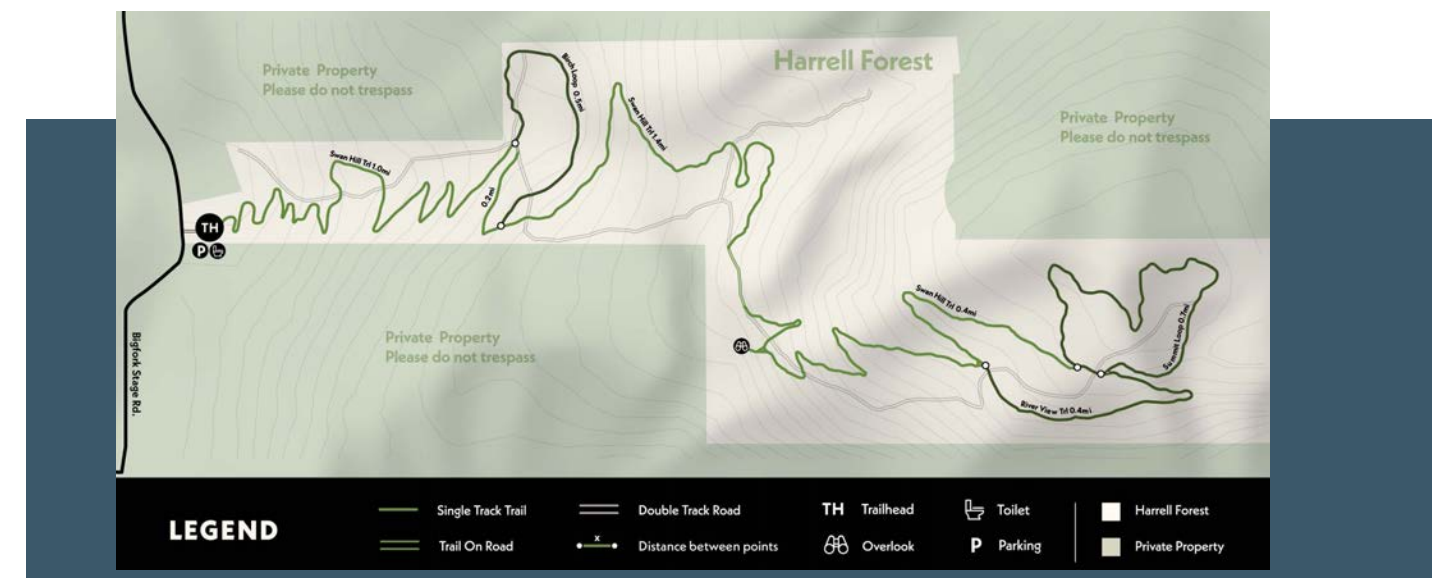 Harrell Forest
Private Property
Please do not trespass
Birch Loop 0.5mi
Swan Hill Trl 1.4mi
Private Property
Please do not trespass
Swan Hill Trl 1.0mi
0.2mi
TH
P
Swan Hill Trl 0.4mi
Summit Loop 0.7mi
Private Property
Please do not trespass
Bigfork Stage Rd.
River View Trl 0.4mi
LEGEND
Single Track Trail
Trail On Road
Double Track Road
x
Distance between points
TH Trailhead
Overlook
Toilet
P Parking
Harrell Forest
Private Property